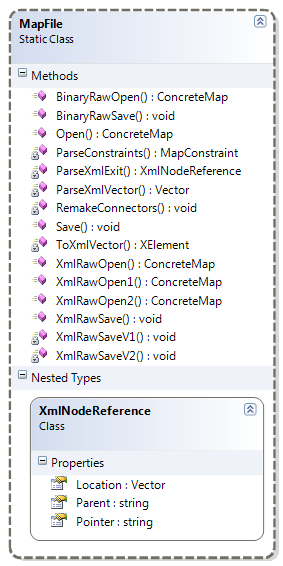 MapFile
Static Class
Methods
BinaryRawOpen() : ConcreteMap
BinaryRawSave() : void
Open() : ConcreteMap
ParseConstraints() : MapConstraint
ParseXmlExit() : XmlNodeReference
ParseXmlVector() : Vector
RemakeConnectors() : void
Save() : void
ToXmlVector() : XElement
XmlRawOpen() : ConcreteMap
XmlRawOpen1() : ConcreteMap
XmlRawOpen2() : ConcreteMap
XmlRawSave() : void
XmlRawSaveV1() : void
XmlRawSaveV2() : void
Nested Types
XmlNodeReference
Class
Properties
Location : Vector
Parent : string
Pointer : string